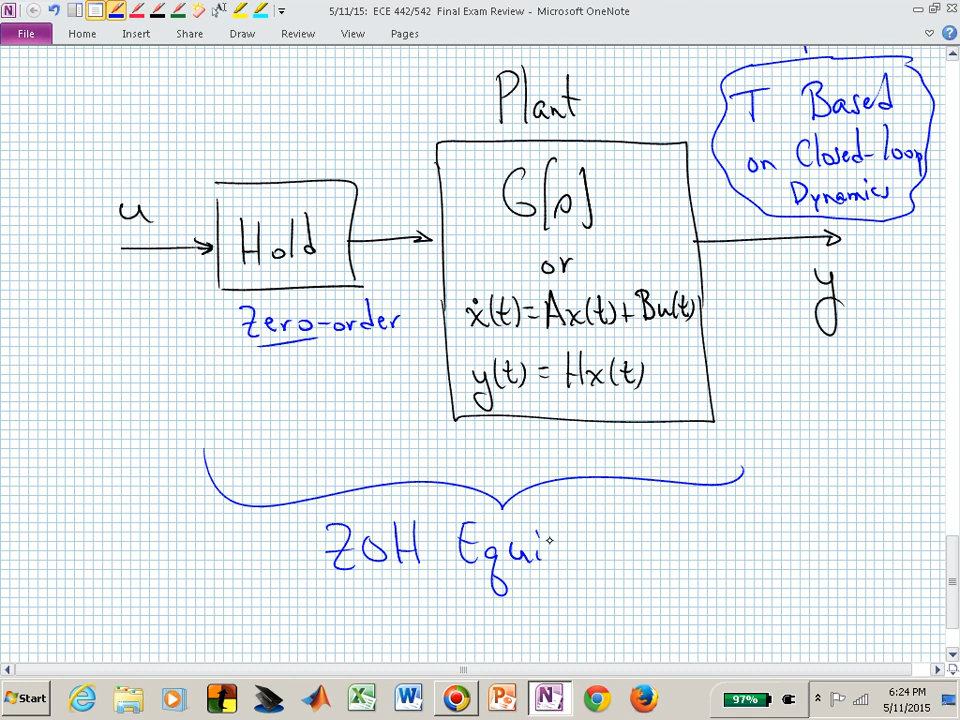 5/11/15: ECE 442/542 Final Exam Review - Microsoft OneNote
File Home Insert Share Draw Review View Pages
Plant
T Based
on Closed-loop
Dynamics
u
Hold
Zero-order
G[s]
or
ẋ(t)=Ax(t)+Bu(t)
y(t) = Hx(t)
y
ZOH Equi
Start
97%
6:24 PM
5/11/2015